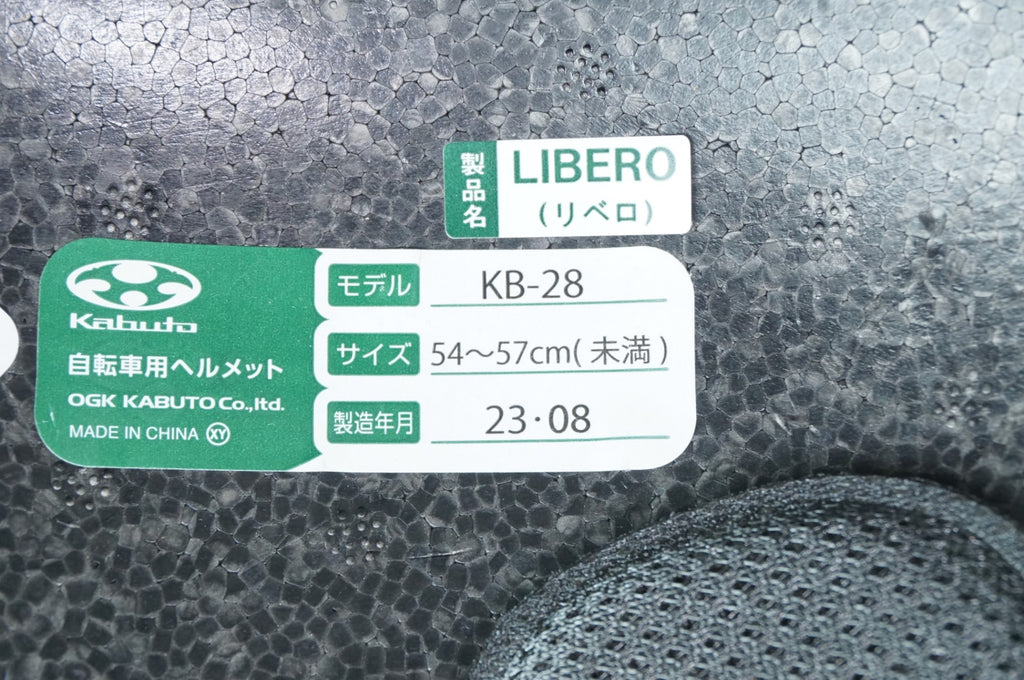 製品名
LIBERO
(リベロ)
Kabuto
自転車用ヘルメット
OGK KABUTO Co.,ltd.
MADE IN CHINA XY
モデル KB-28
サイズ 54〜57cm(未満)
製造年月 23・08